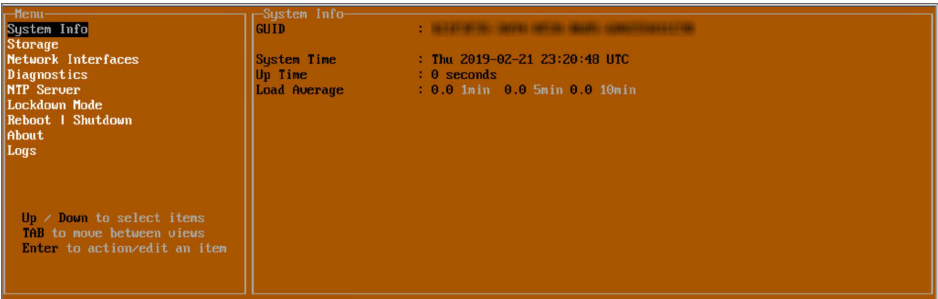 Menu
System Info
Storage
Network Interfaces
Diagnostics
NTP Server
Lockdown Mode
Reboot | Shutdown
About
Logs
Up / Down to select items
TAB to move between views
Enter to action/edit an item
System Info
GUID :
System Time : Thu 2019-02-21 23:20:48 UTC
Up Time : 0 seconds
Load Average : 0.0 1min 0.0 5min 0.0 10min